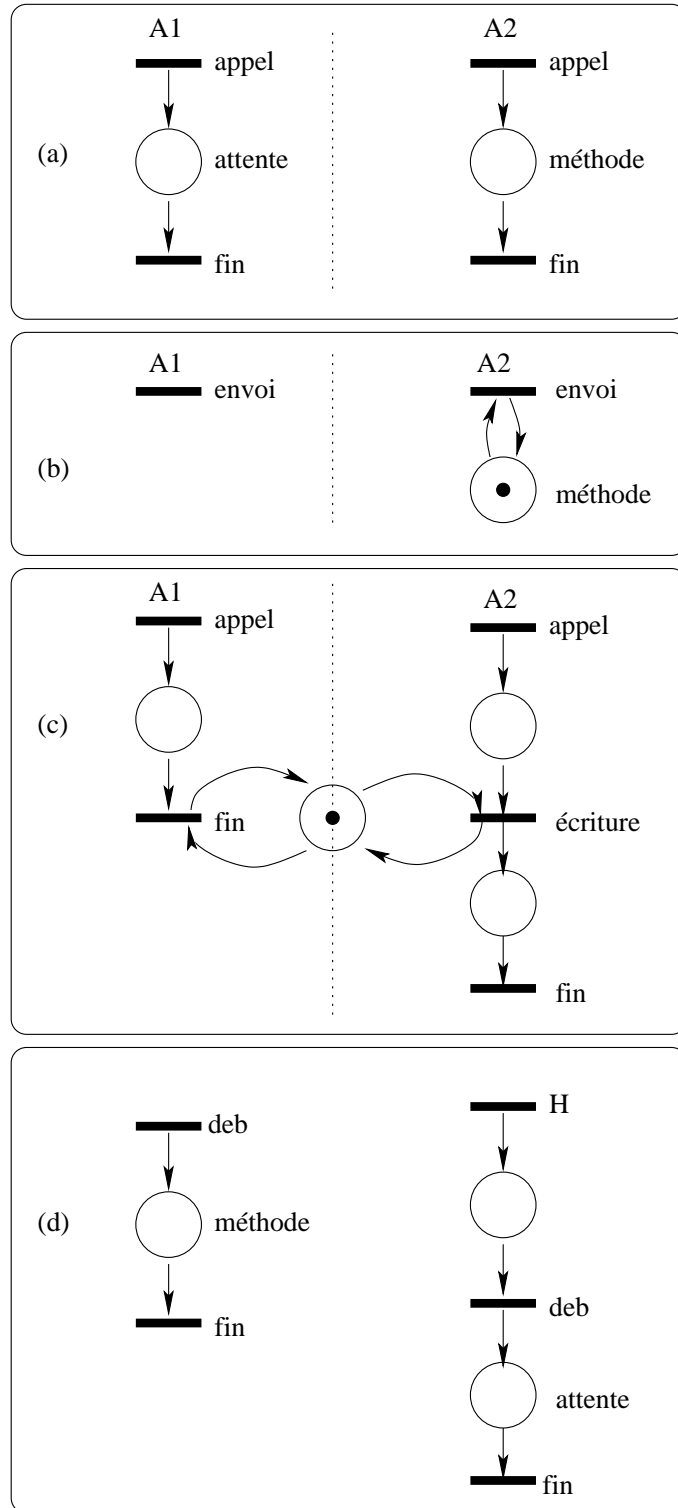 A1
A2
appel
appel
(a)
attente
méthode
fin
fin
A1
A2
envoi
envoi
(b)
méthode
A1
A2
appel
appel
(c)
fin
écriture
fin
H
deb
(d)
méthode
deb
fin
attente
fin